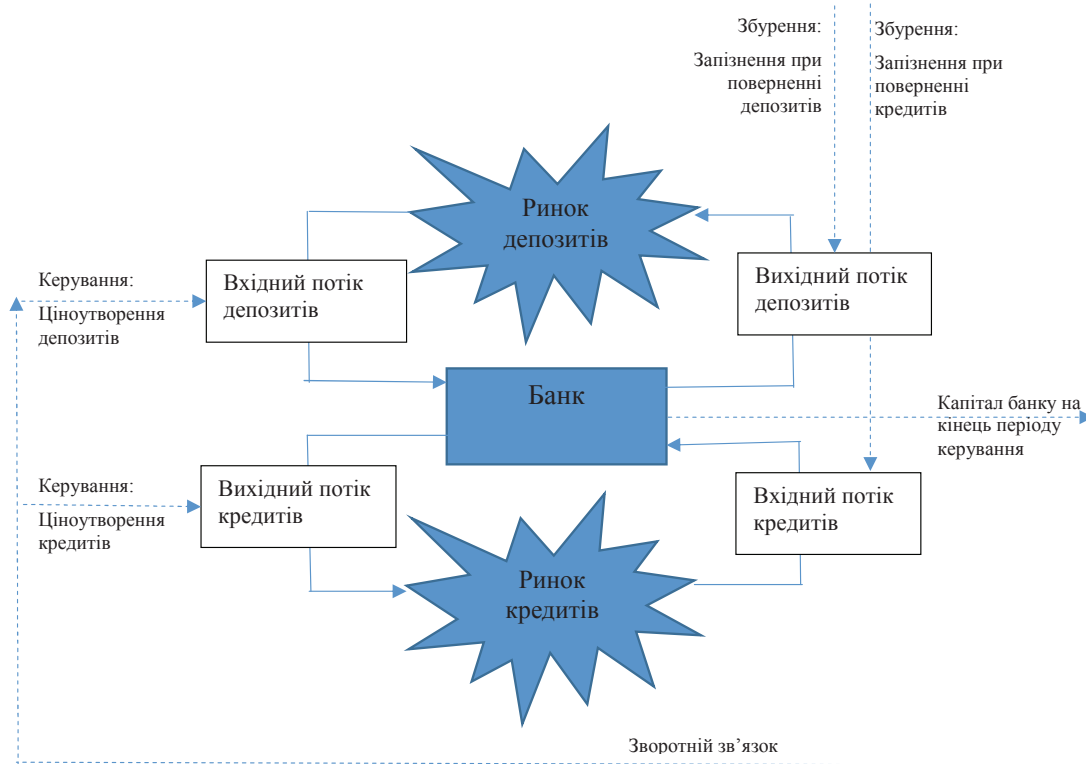 Збурення:
Запізнення при
поверненні
депозитів
Збурення:
Запізнення при
поверненні
кредитів
Ринок
депозитів
Керування:
Ціноутворення
депозитів
Вхідний потік
депозитів
Вихідний потік
депозитів
Банк
Капітал банку на
кінець періоду
керування
Керування:
Ціноутворення
кредитів
Вихідний потік
кредитів
Вхідний потік
кредитів
Ринок
кредитів
Зворотній зв’язок